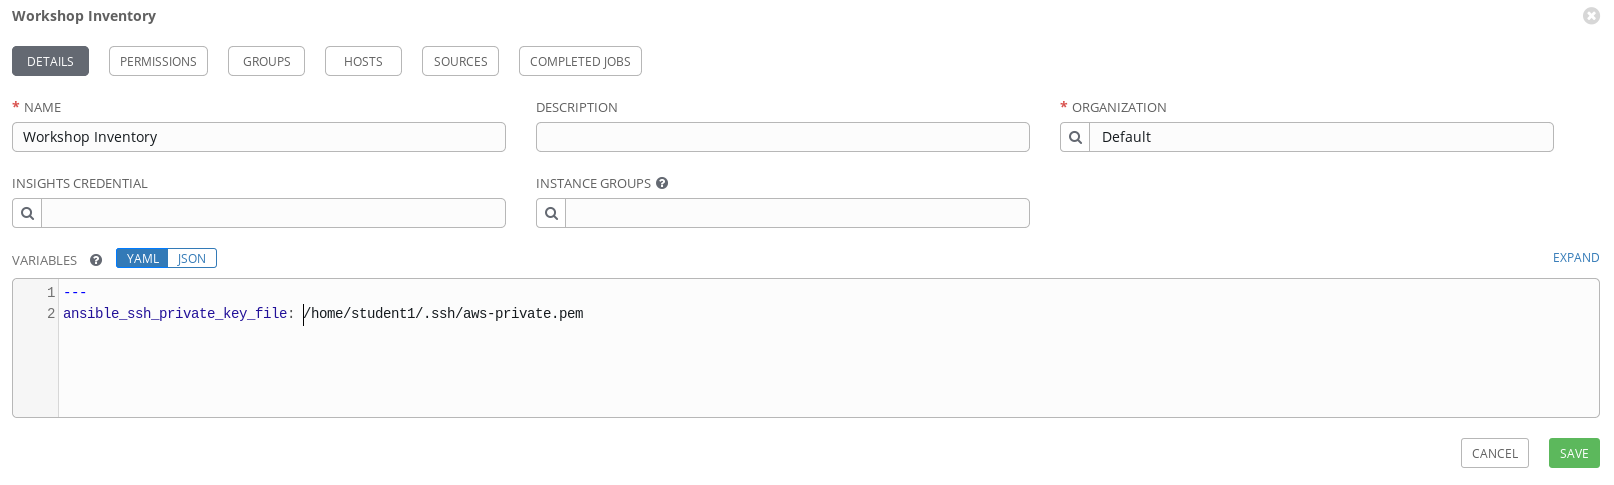 Workshop Inventory
DETAILS PERMISSIONS GROUPS HOSTS SOURCES COMPLETED JOBS
* NAME DESCRIPTION * ORGANIZATION
Workshop Inventory Default
INSIGHTS CREDENTIAL INSTANCE GROUPS ?
VARIABLES ? YAML JSON EXPAND
1 ---
2 ansible_ssh_private_key_file: /home/student1/.ssh/aws-private.pem
CANCEL SAVE